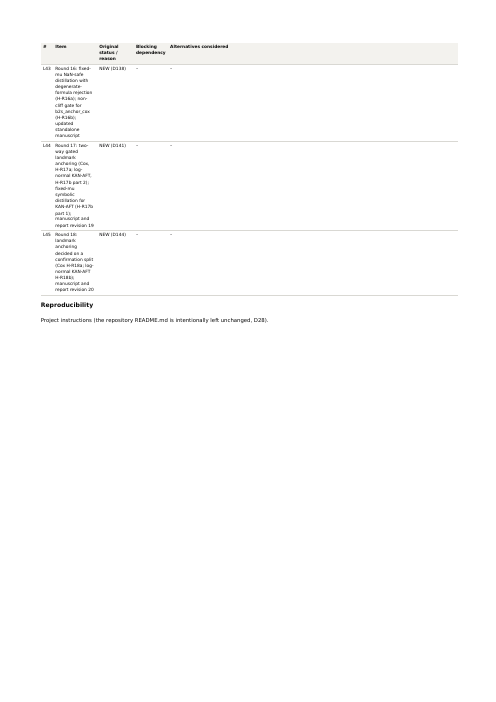 # Item Original status / reason Blocking dependency Alternatives considered
L43 Round 16: fixed- NEW (D138) – –
mu NaN-safe
distillation with
degenerate-
formula rejection
(H-R16a); non-
cliff gate for
b2s_anchor_cox
(H-R16b);
updated
standalone
manuscript
L44 Round 17: two- NEW (D141) – –
way gated
landmark
anchoring (Cox,
H-R17a; log-
normal KAN-AFT,
H-R17b part 2);
fixed-mu
symbolic
distillation for
KAN-AFT (H-R17b
part 1);
manuscript and
report revision 19
L45 Round 18: NEW (D144) – –
landmark
anchoring
decided on a
confirmation split
(Cox H-R18a; log-
normal KAN-AFT
H-R18b);
manuscript and
report revision 20
Reproducibility
Project instructions (the repository README.md is intentionally left unchanged, D28).